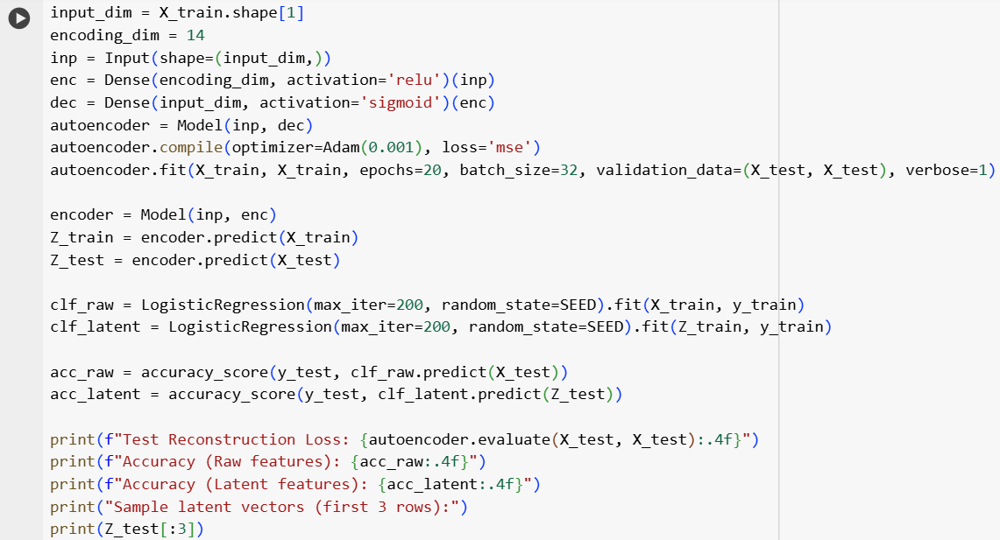 input_dim = X_train.shape[1]
encoding_dim = 14
inp = Input(shape=(input_dim,))
enc = Dense(encoding_dim, activation='relu')(inp)
dec = Dense(input_dim, activation='sigmoid')(enc)
autoencoder = Model(inp, dec)
autoencoder.compile(optimizer=Adam(0.001), loss='mse')
autoencoder.fit(X_train, X_train, epochs=20, batch_size=32, validation_data=(X_test, X_test), verbose=1)

encoder = Model(inp, enc)
Z_train = encoder.predict(X_train)
Z_test = encoder.predict(X_test)

clf_raw = LogisticRegression(max_iter=200, random_state=SEED).fit(X_train, y_train)
clf_latent = LogisticRegression(max_iter=200, random_state=SEED).fit(Z_train, y_train)

acc_raw = accuracy_score(y_test, clf_raw.predict(X_test))
acc_latent = accuracy_score(y_test, clf_latent.predict(Z_test))

print(f"Test Reconstruction Loss: {autoencoder.evaluate(X_test, X_test):.4f}")
print(f"Accuracy (Raw features): {acc_raw:.4f}")
print(f"Accuracy (Latent features): {acc_latent:.4f}")
print("Sample latent vectors (first 3 rows):")
print(Z_test[:3])